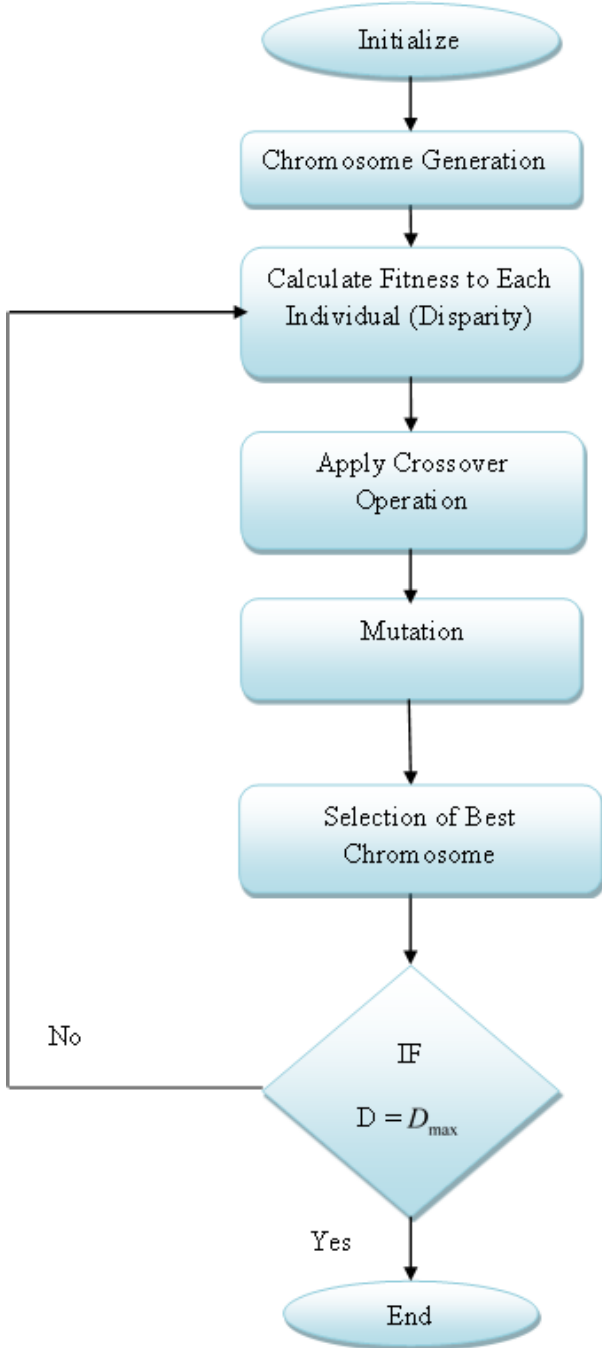 Initialize
Chromosome Generation
Calculate Fitness to Each
Individual (Disparity)
Apply Crossover
Operation
Mutation
Selection of Best
Chromosome
No
IF
D = D_max
Yes
End